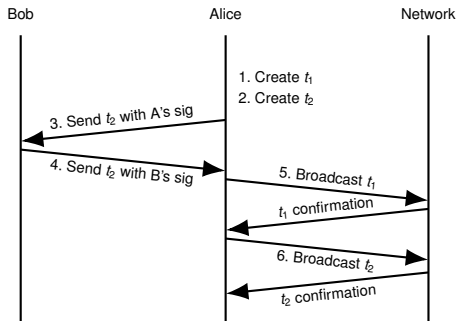 Bob Alice Network
1. Create t₁
2. Create t₂
3. Send t₂ with A's sig
4. Send t₂ with B's sig
5. Broadcast t₁
t₁ confirmation
6. Broadcast t₂
t₂ confirmation